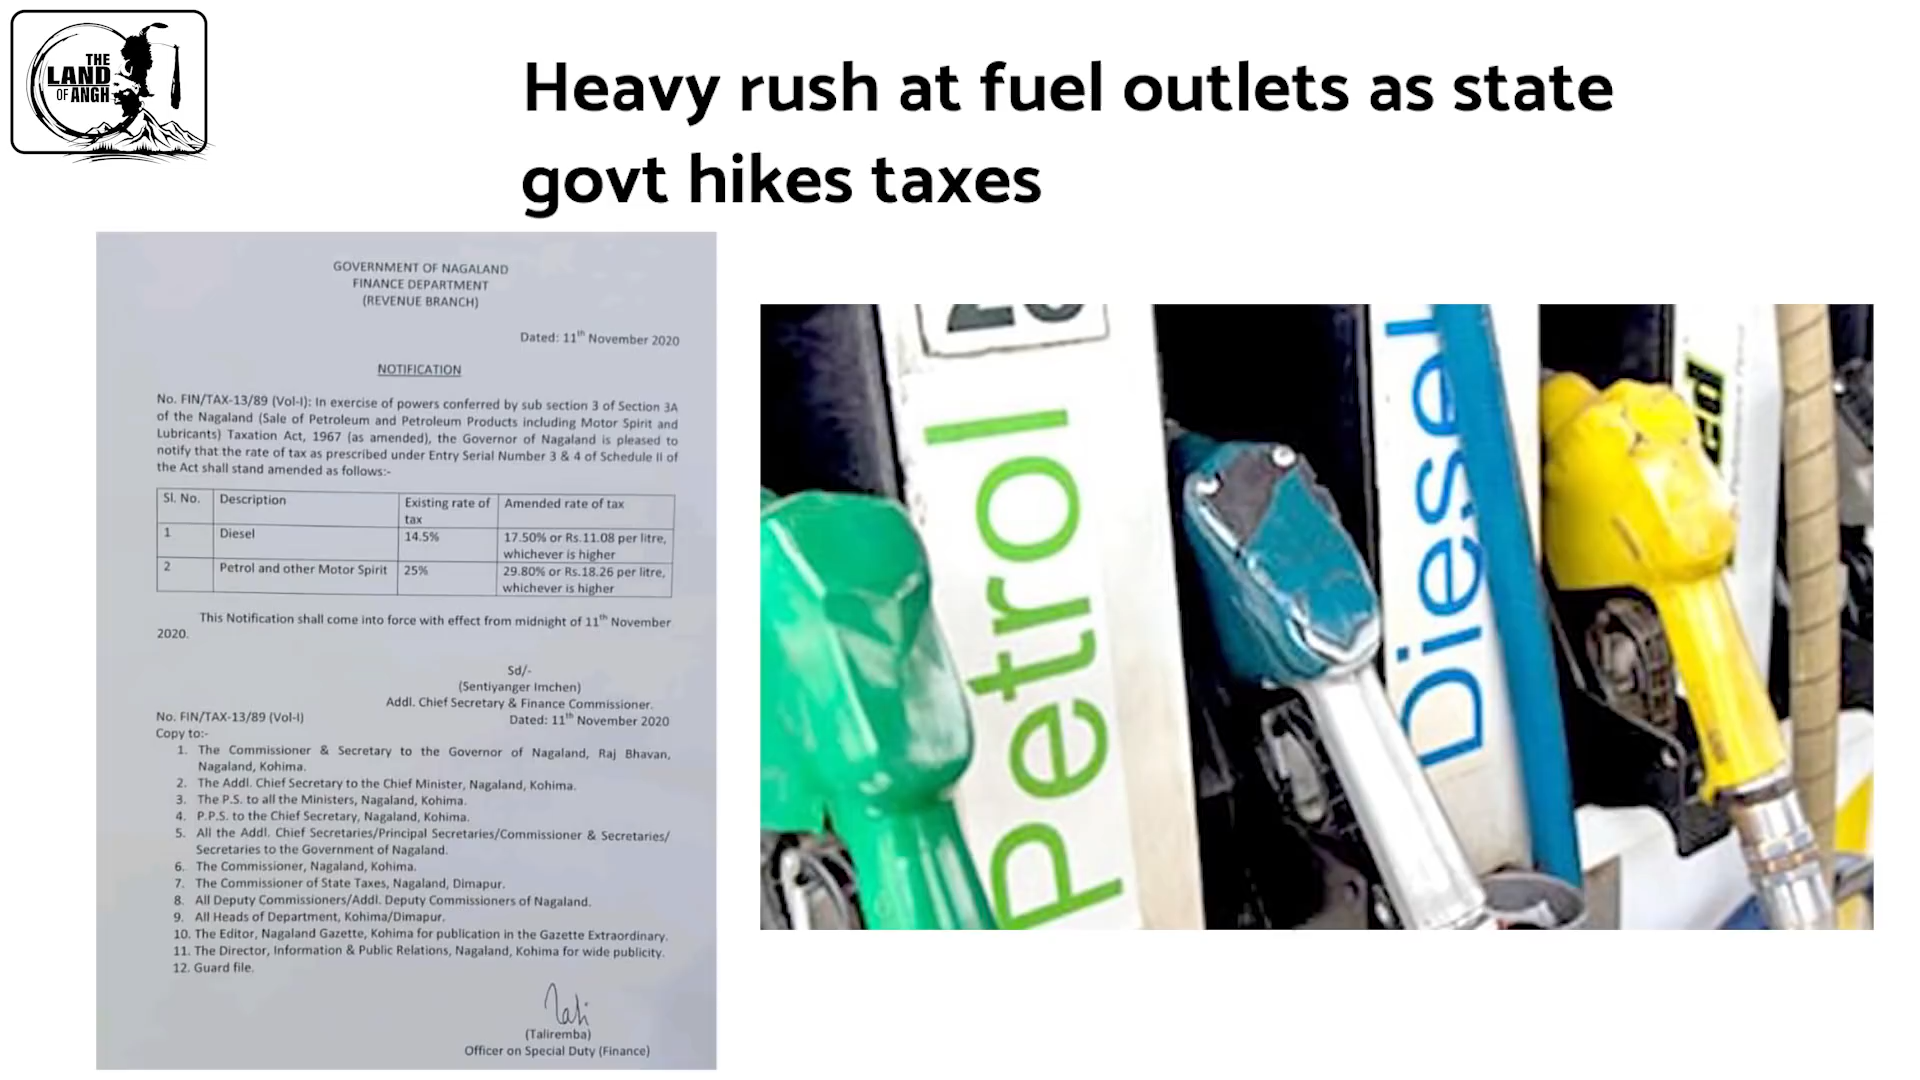 THE
LAND
OF ANGH
Heavy rush at fuel outlets as state
govt hikes taxes
GOVERNMENT OF NAGALAND
FINANCE DEPARTMENT
(REVENUE BRANCH)
Dated: 11th November 2020
NOTIFICATION
No. FIN/TAX-13/89 (Vol-I): In exercise of powers conferred by sub section 3 of Section 3A
of the Nagaland (Sale of Petroleum and Petroleum Products including Motor Spirit and
Lubricants) Taxation Act, 1967 (as amended), the Governor of Nagaland is pleased to
notify that the rate of tax as prescribed under Entry Serial Number 3 & 4 of Schedule II of
the Act shall stand amended as follows:-
Sl. No. Description Existing rate of tax Amended rate of tax
1 Diesel 14.5% 17.50% or Rs.11.08 per litre, whichever is higher
2 Petrol and other Motor Spirit 25% 29.80% or Rs.18.26 per litre, whichever is higher
This Notification shall come into force with effect from midnight of 11th November
2020.
Sd/-
(Sentiyanger Imchen)
Addl. Chief Secretary & Finance Commissioner.
No. FIN/TAX-13/89 (Vol-I) Dated: 11th November 2020
Copy to:-
1. The Commissioner & Secretary to the Governor of Nagaland, Raj Bhavan,
Nagaland, Kohima.
2. The Addl. Chief Secretary to the Chief Minister, Nagaland, Kohima.
3. The P.S. to all the Ministers, Nagaland, Kohima.
4. P.P.S. to the Chief Secretary, Nagaland, Kohima.
5. All the Addl. Chief Secretaries/Principal Secretaries/Commissioner & Secretaries/
Secretaries to the Government of Nagaland.
6. The Commissioner, Nagaland, Kohima.
7. The Commissioner of State Taxes, Nagaland, Dimapur.
8. All Deputy Commissioners/Addl. Deputy Commissioners of Nagaland.
9. All Heads of Department, Kohima/Dimapur.
10. The Editor, Nagaland Gazette, Kohima for publication in the Gazette Extraordinary.
11. The Director, Information & Public Relations, Nagaland, Kohima for wide publicity.
12. Guard file.
(Taliremba)
Officer on Special Duty (Finance)
Petrol
Diesel